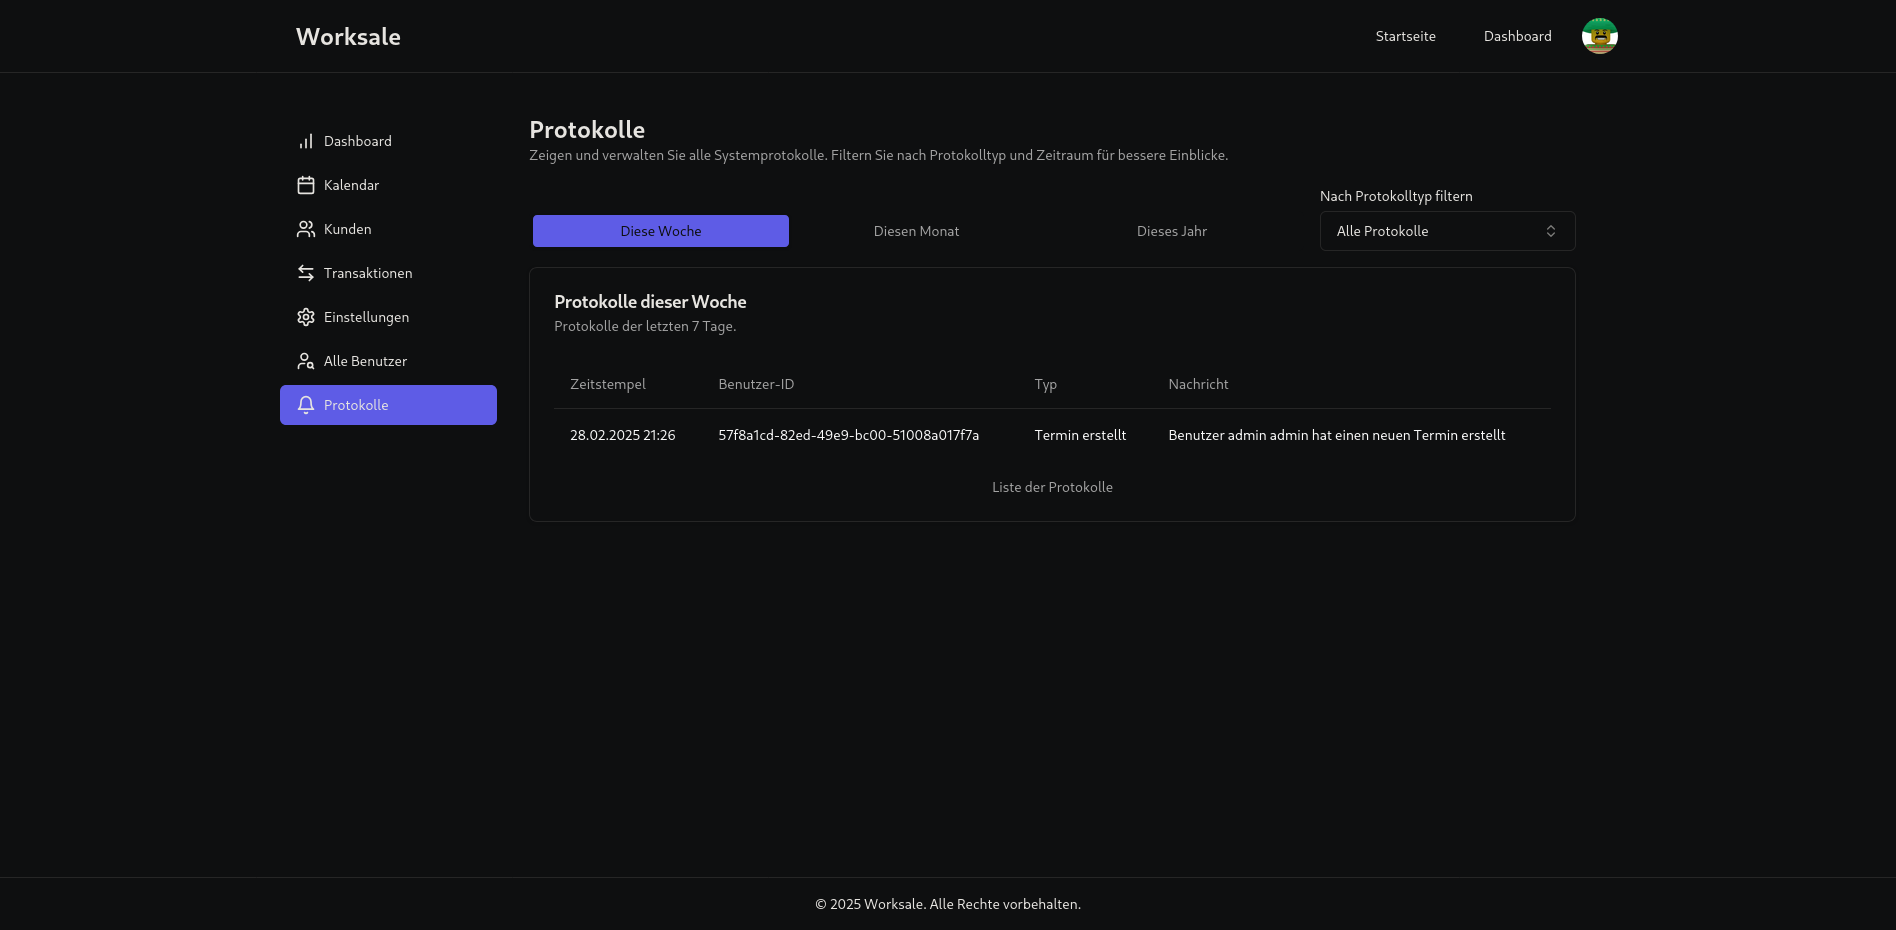 Worksale
Startseite
Dashboard
Dashboard
Kalendar
Kunden
Transaktionen
Einstellungen
Alle Benutzer
Protokolle
Protokolle
Zeigen und verwalten Sie alle Systemprotokolle. Filtern Sie nach Protokolltyp und Zeitraum für bessere Einblicke.
Diese Woche
Diesen Monat
Dieses Jahr
Nach Protokolltyp filtern
Alle Protokolle
Protokolle dieser Woche
Protokolle der letzten 7 Tage.
Zeitstempel Benutzer-ID Typ Nachricht
28.02.2025 21:26 57f8a1cd-82ed-49e9-bc00-51008a017f7a Termin erstellt Benutzer admin admin hat einen neuen Termin erstellt
Liste der Protokolle
© 2025 Worksale. Alle Rechte vorbehalten.